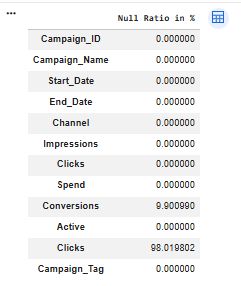 Null Ratio in %
Campaign_ID 0.000000
Campaign_Name 0.000000
Start_Date 0.000000
End_Date 0.000000
Channel 0.000000
Impressions 0.000000
Clicks 0.000000
Spend 0.000000
Conversions 9.900990
Active 0.000000
Clicks 98.019802
Campaign_Tag 0.000000